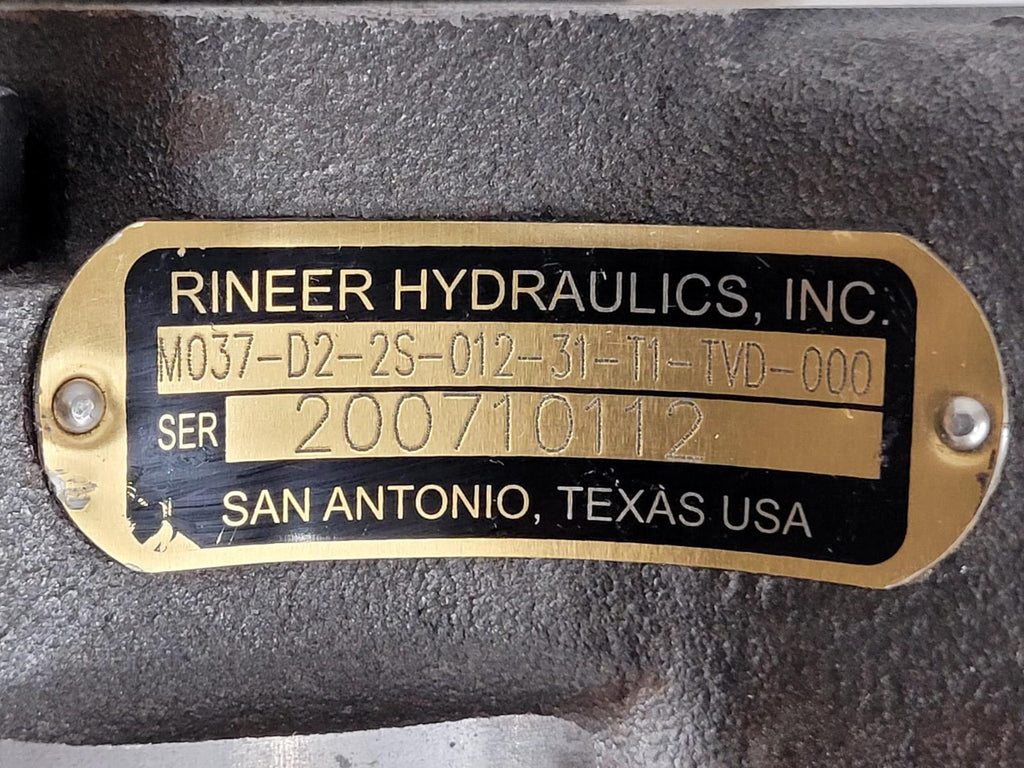 RINEER HYDRAULICS, INC.
M037-D2-2S-012-31-T1-TVD-000
SER 200710112
SAN ANTONIO, TEXAS USA